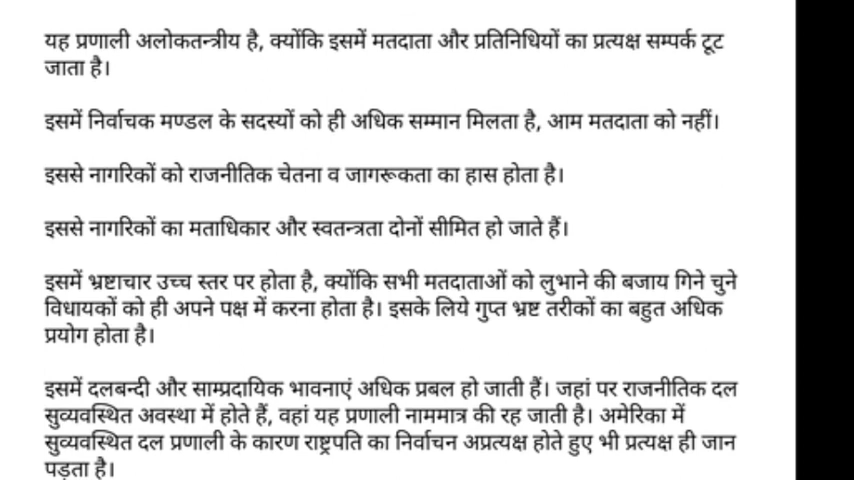 यह प्रणाली अलोकतन्त्रीय है, क्योंकि इसमें मतदाता और प्रतिनिधियों का प्रत्यक्ष सम्पर्क टूट
जाता है।
इसमें निर्वाचक मण्डल के सदस्यों को ही अधिक सम्मान मिलता है, आम मतदाता को नहीं।
इससे नागरिकों को राजनीतिक चेतना व जागरूकता का हास होता है।
इससे नागरिकों का मताधिकार और स्वतन्त्रता दोनों सीमित हो जाते हैं।
इसमें भ्रष्टाचार उच्च स्तर पर होता है, क्योंकि सभी मतदाताओं को लुभाने की बजाय गिने चुने
विधायकों को ही अपने पक्ष में करना होता है। इसके लिये गुप्त भ्रष्ट तरीकों का बहुत अधिक
प्रयोग होता है।
इसमें दलबन्दी और साम्प्रदायिक भावनाएं अधिक प्रबल हो जाती हैं। जहां पर राजनीतिक दल
सुव्यवस्थित अवस्था में होते हैं, वहां यह प्रणाली नाममात्र की रह जाती है। अमेरिका में
सुव्यवस्थित दल प्रणाली के कारण राष्ट्रपति का निर्वाचन अप्रत्यक्ष होते हुए भी प्रत्यक्ष ही जान
पड़ता है।